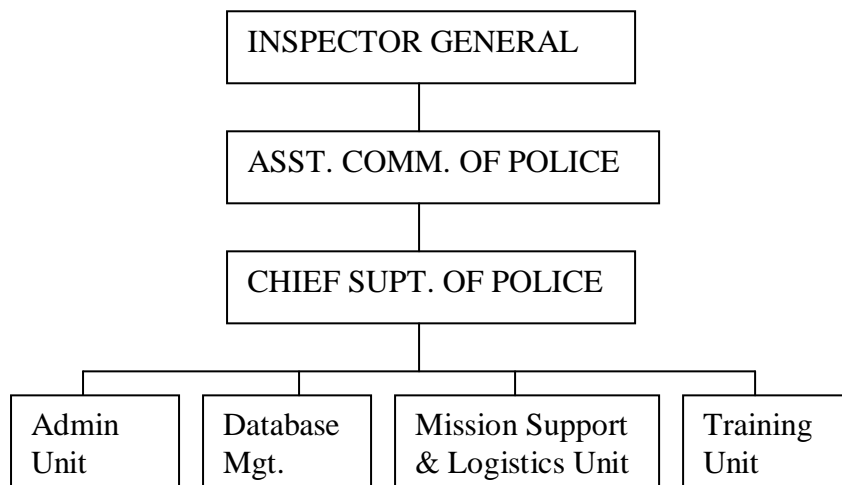 INSPECTOR GENERAL
ASST. COMM. OF POLICE
CHIEF SUPT. OF POLICE
Admin
Unit
Database
Mgt.
Mission Support
& Logistics Unit
Training
Unit